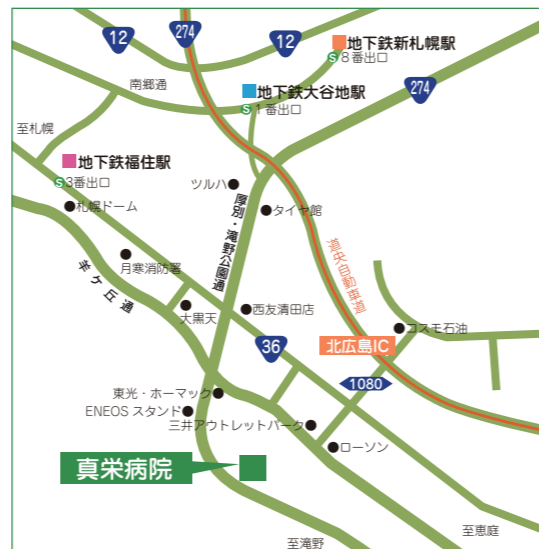 12
274
12
地下鉄新札幌駅
S8番出口
南郷通
地下鉄大谷地駅
S1番出口
274
至札幌
地下鉄福住駅
S3番出口
ツルハ
札幌ドーム
タイヤ館
厚別・滝野公園通
道央自動車道
羊ヶ丘通
月寒消防署
大黒天
西友清田店
コスモ石油
36
北広島IC
1080
東光・ホーマック
ENEOS スタンド
三井アウトレットパーク
ローソン
真栄病院
至恵庭
至滝野